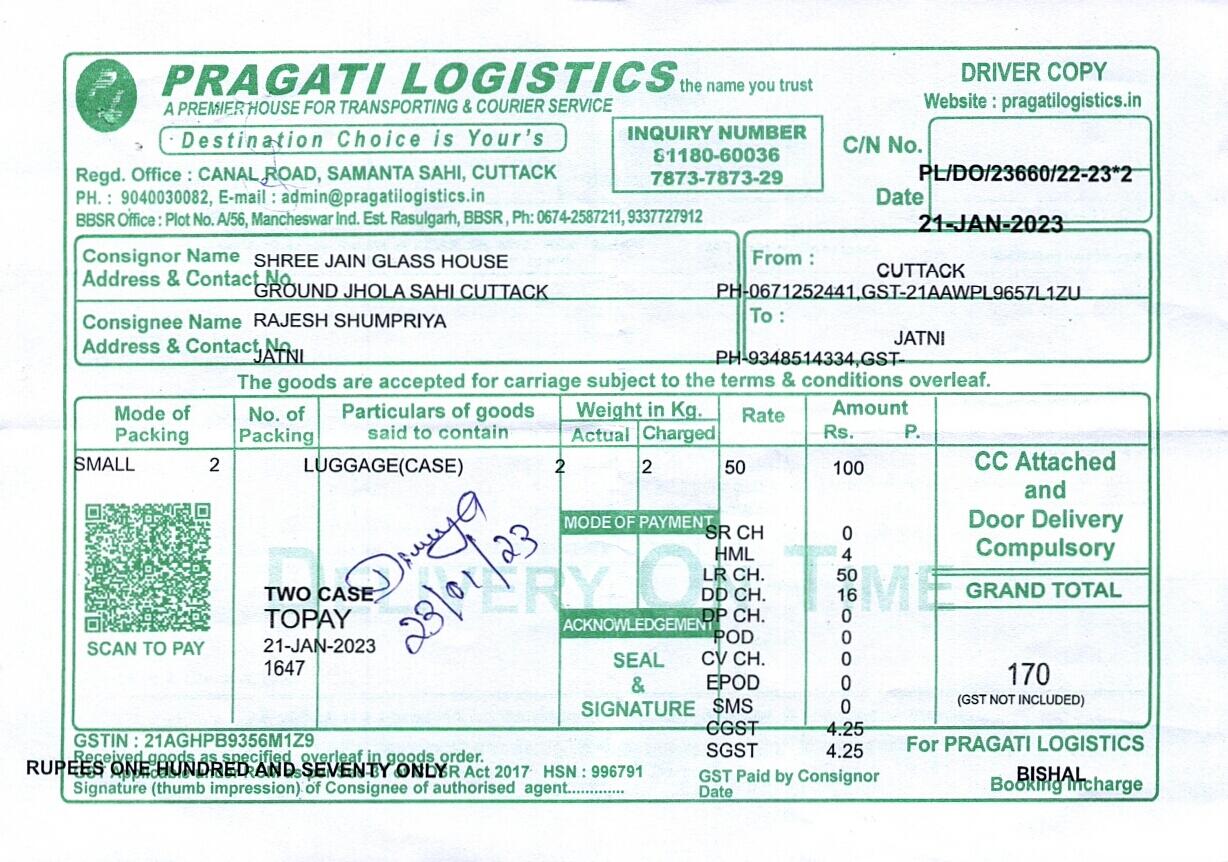 PRAGATI LOGISTICS the name you trust
A PREMIER HOUSE FOR TRANSPORTING & COURIER SERVICE
Destination Choice is Your's
Regd. Office : CANAL ROAD, SAMANTA SAHI, CUTTACK
PH. : 9040030082, E-mail : admin@pragatilogistics.in
BBSR Office : Plot No. A/56, Mancheswar Ind. Est. Rasulgarh, BBSR , Ph: 0674-2587211, 9337727912
INQUIRY NUMBER
81180-60036
7873-7873-29
DRIVER COPY
Website : pragatilogistics.in
C/N No.
PL/DO/23660/22-23*2
Date
21-JAN-2023
Consignor Name SHREE JAIN GLASS HOUSE
Address & Contact No
GROUND JHOLA SAHI CUTTACK
From :
CUTTACK
PH-0671252441,GST-21AAWPL9657L1ZU
Consignee Name RAJESH SHUMPRIYA
Address & Contact No
JATNI
To :
JATNI
PH-9348514334,GST-
The goods are accepted for carriage subject to the terms & conditions overleaf.
Mode of Packing No. of Packing Particulars of goods said to contain Weight in Kg. Actual Charged Rate Amount Rs. P.
SMALL 2 LUGGAGE(CASE) 2 2 50 100
CC Attached
and
Door Delivery
Compulsory
GRAND TOTAL
170
(GST NOT INCLUDED)
SCAN TO PAY
DELIVERY ON TIME
TWO CASE
TOPAY
21-JAN-2023
1647
23/01/23
MODE OF PAYMENT
ACKNOWLEDGEMENT
SEAL
&
SIGNATURE
SR CH 0
HML 4
LR CH. 50
DD CH. 16
DP CH. 0
POD 0
CV CH. 0
EPOD 0
SMS 0
CGST 4.25
SGST 4.25
GSTIN : 21AGHPB9356M1Z9
Received goods as specified overleaf in goods order.
RUPEES ONE HUNDRED AND SEVENTY ONLY
Act 2017 HSN : 996791
Signature (thumb impression) of Consignee of authorised agent.............
GST Paid by Consignor
Date
For PRAGATI LOGISTICS
BISHAL
Booking Incharge